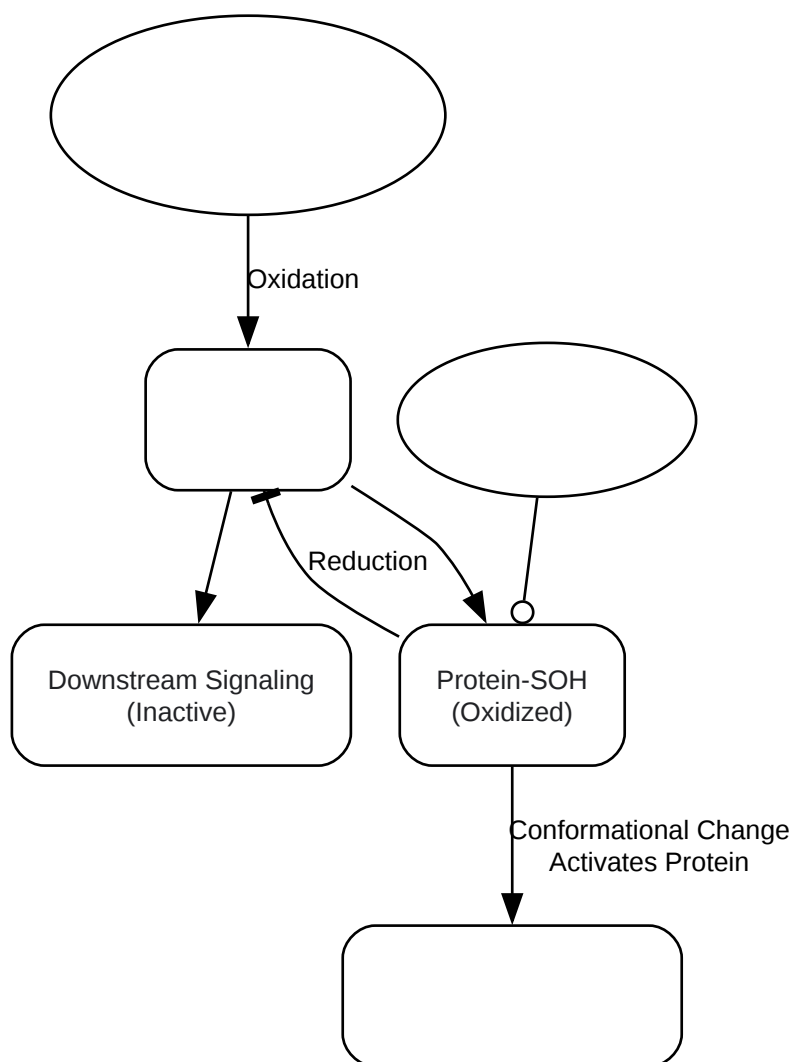 Oxidation
Reduction
Downstream Signaling
(Inactive)
Protein-SOH
(Oxidized)
Conformational Change
Activates Protein